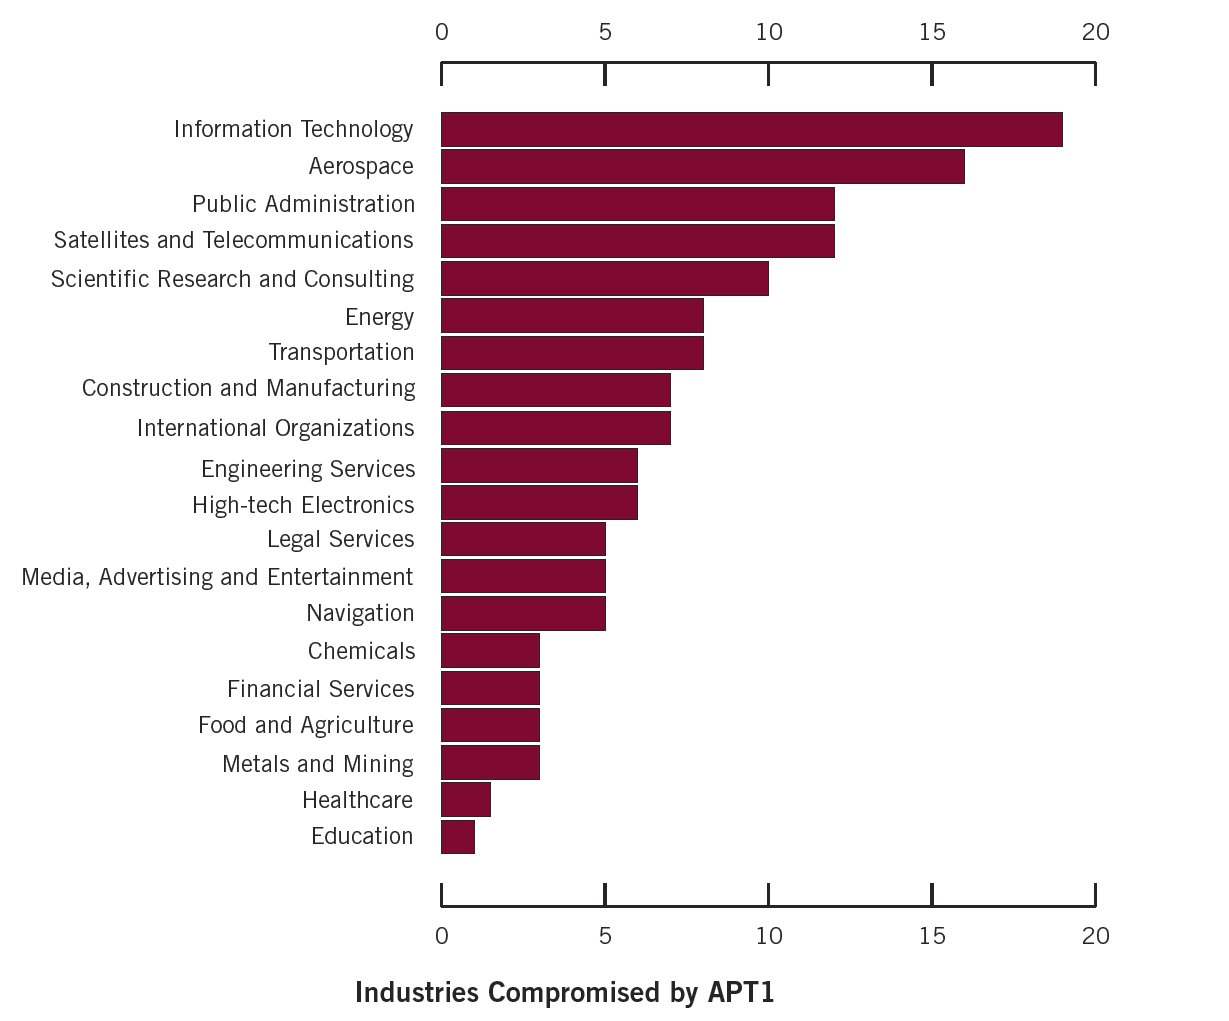 0 5 10 15 20
Information Technology
Aerospace
Public Administration
Satellites and Telecommunications
Scientific Research and Consulting
Energy
Transportation
Construction and Manufacturing
International Organizations
Engineering Services
High-tech Electronics
Legal Services
Media, Advertising and Entertainment
Navigation
Chemicals
Financial Services
Food and Agriculture
Metals and Mining
Healthcare
Education
0 5 10 15 20
Industries Compromised by APT1